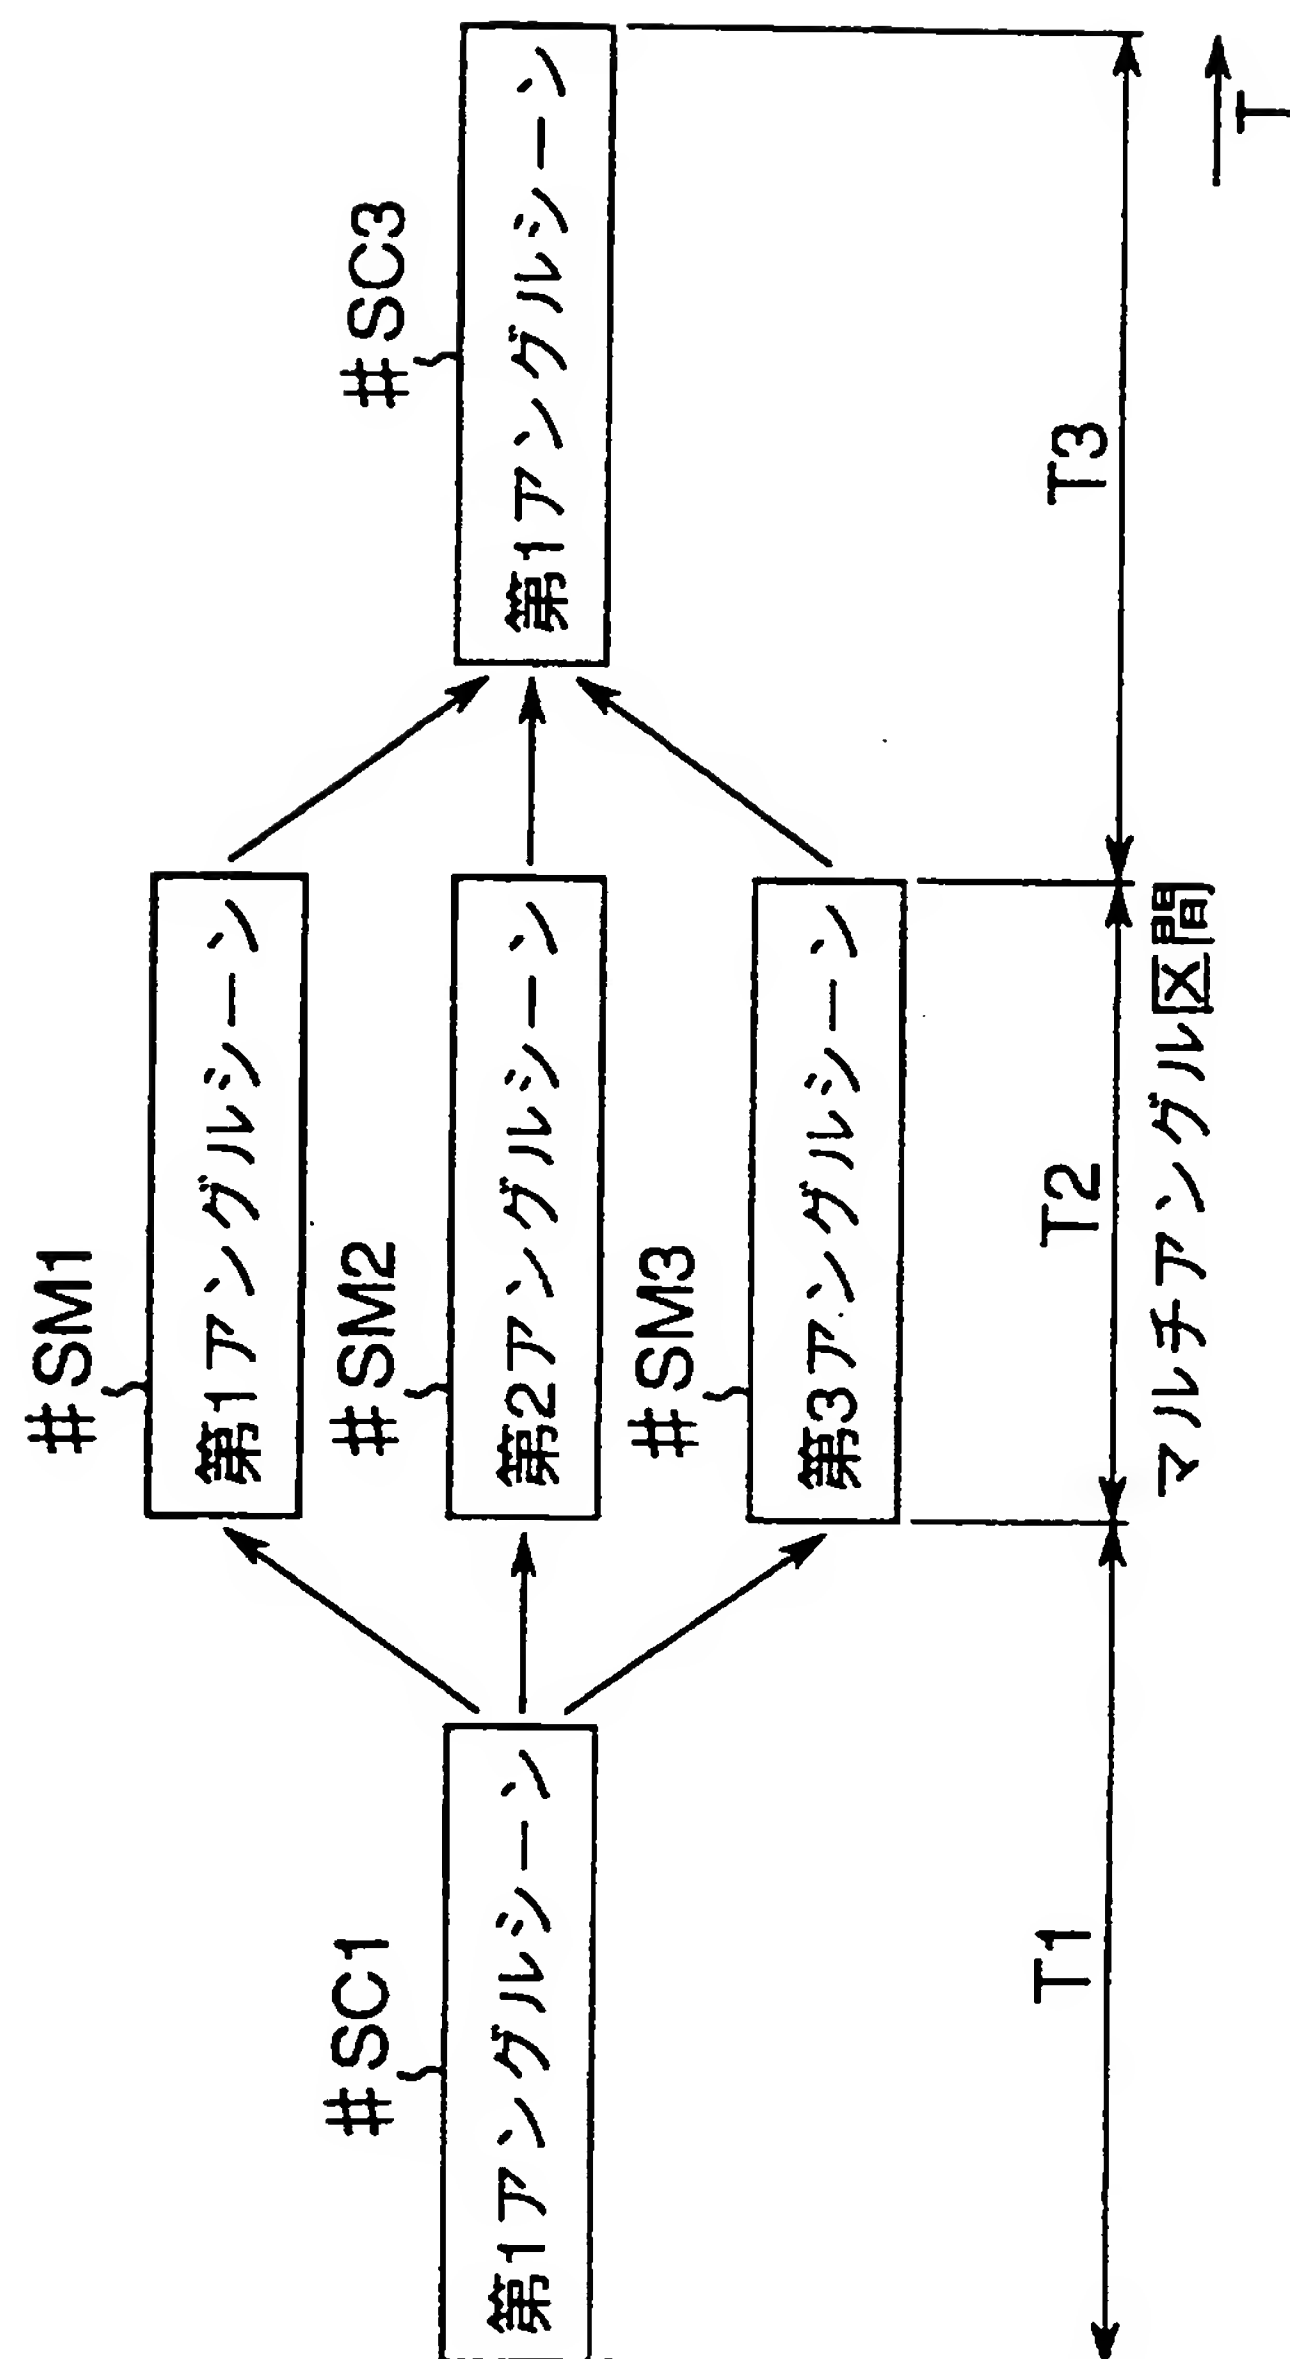 #SM1
第1アングルシーン
#SC1
#SM2
#SC3
第1アングルシーン
第2アングルシーン
第1アングルシーン
#SM3
第3アングルシーン
T1
T2
T3
マルチアングル区間
T